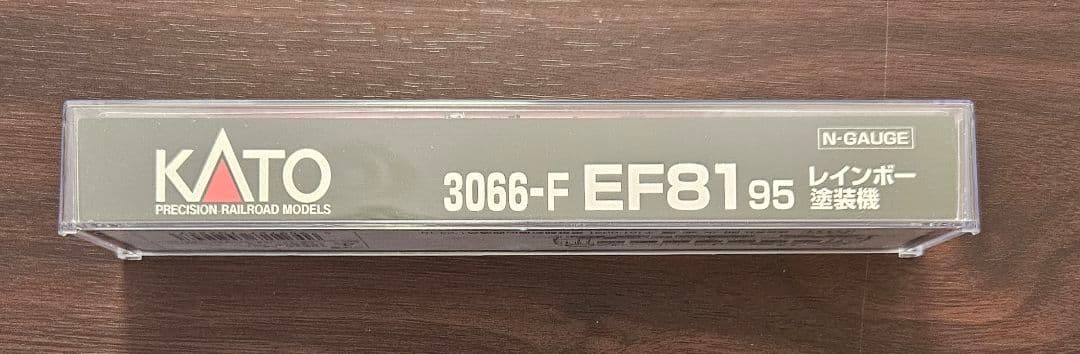 KATO
PRECISION RAILROAD MODELS
3066-F EF81 95
レインボー
塗装機
N-GAUGE